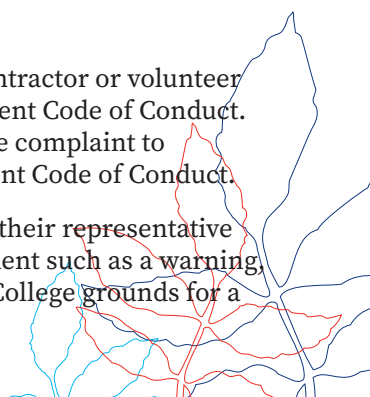 ntractor or volunteer
ent Code of Conduct.
e complaint to
nt Code of Conduct.
their representative
ent such as a warning,
College grounds for a